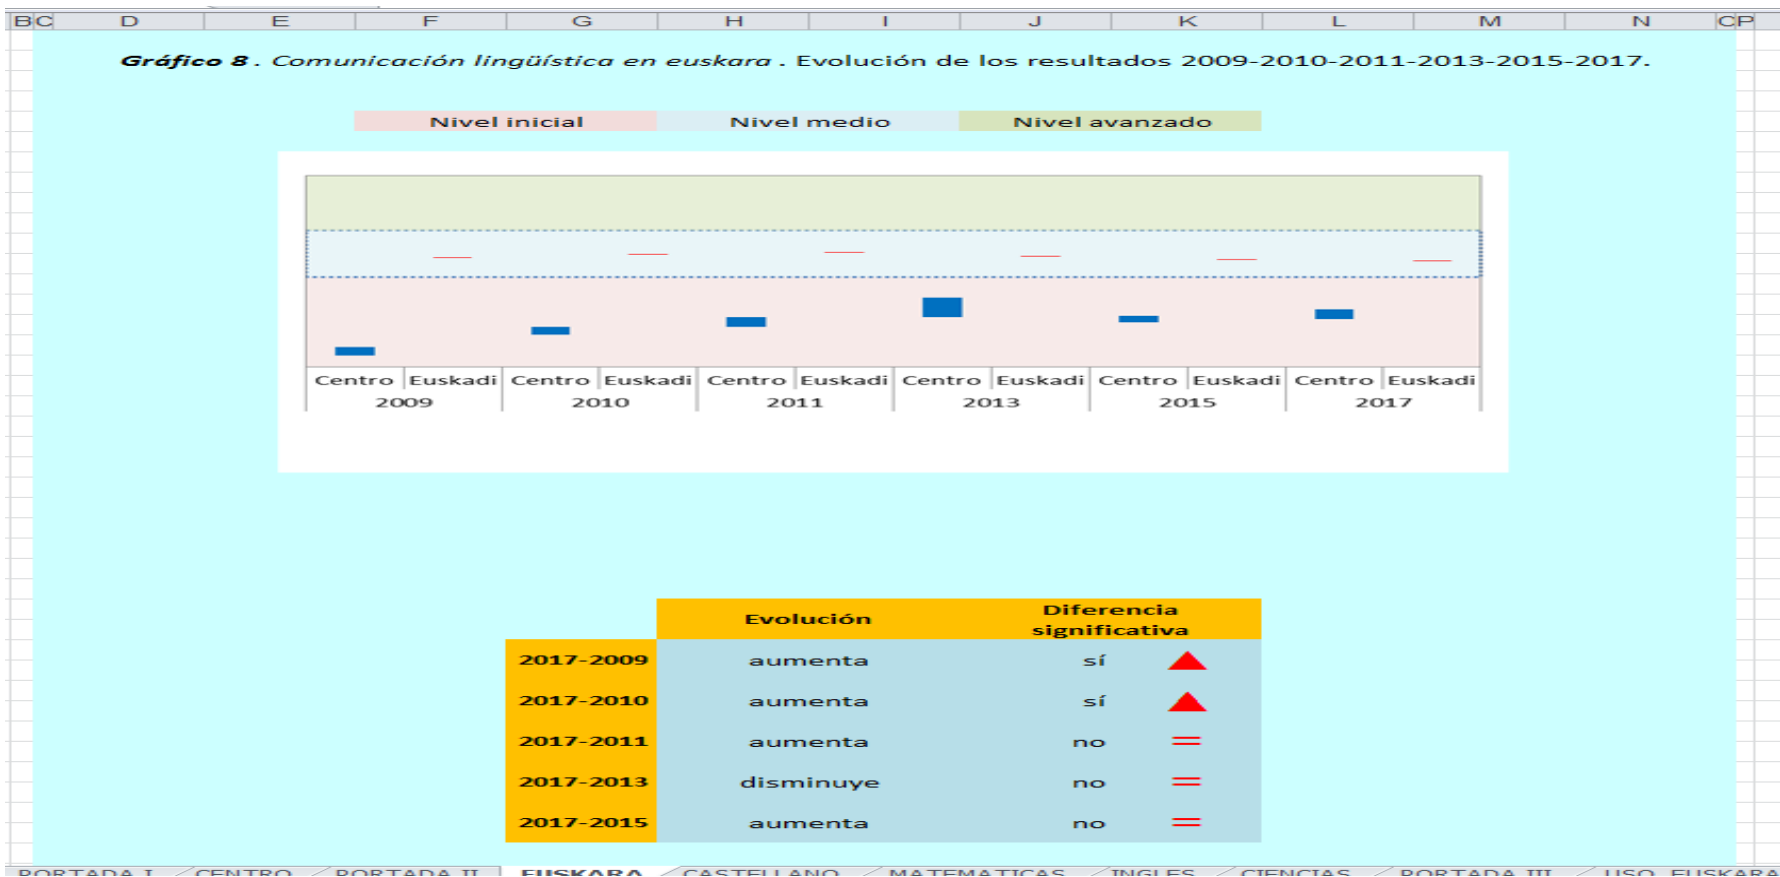 B C D E F G H I J K L M N O P
Gráfico 8 . Comunicación lingüística en euskara . Evolución de los resultados 2009-2010-2011-2013-2015-2017.
Nivel inicial Nivel medio Nivel avanzado
Centro Euskadi Centro Euskadi Centro Euskadi Centro Euskadi Centro Euskadi Centro Euskadi
2009 2010 2011 2013 2015 2017
Evolución Diferencia significativa
2017-2009 aumenta sí
2017-2010 aumenta sí
2017-2011 aumenta no =
2017-2013 disminuye no =
2017-2015 aumenta no =
PORTADA I CENTRO PORTADA II EUSKARA CASTELLANO MATEMATICAS INGLES CIENCIAS PORTADA III USO EUSKARA